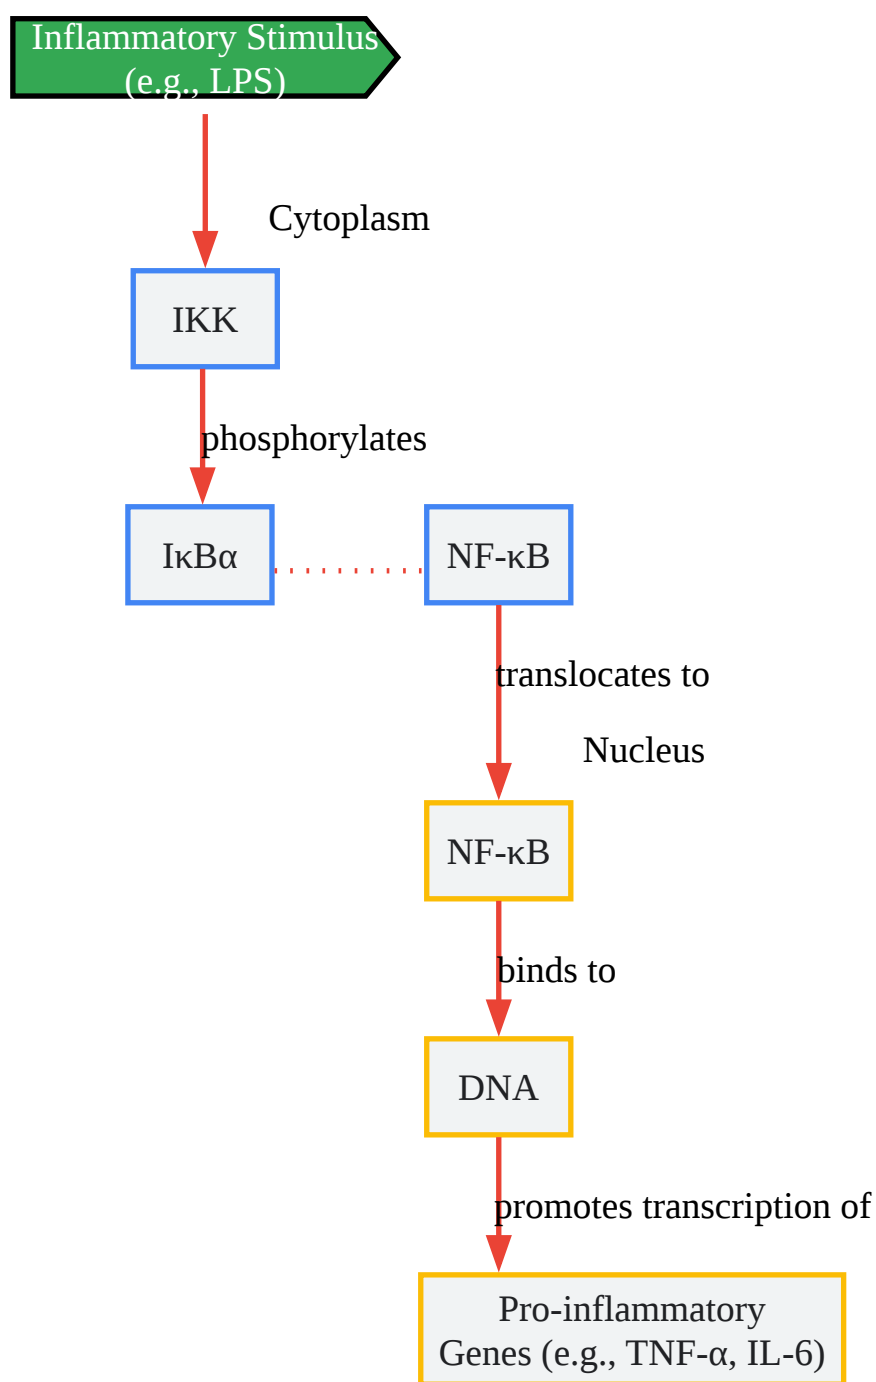 Inflammatory Stimulus
(e.g., LPS)
Cytoplasm
IKK
phosphorylates
IκBα
NF-κB
translocates to
Nucleus
NF-κB
binds to
DNA
promotes transcription of
Pro-inflammatory
Genes (e.g., TNF-α, IL-6)